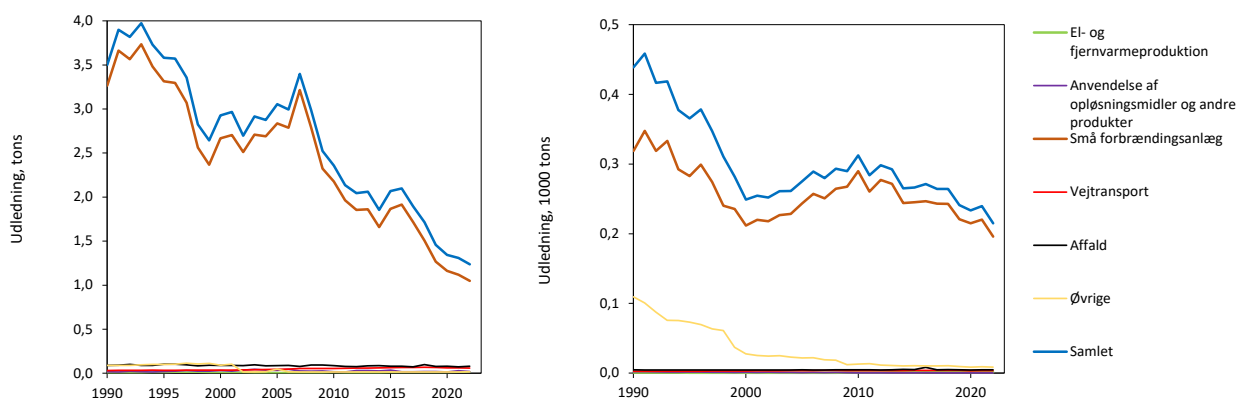 Udledning, tons
4,0
3,5
3,0
2,5
2,0
1,5
1,0
0,5
0,0
1990
1995
2000
2005
2010
2015
2020
Udledning, 1000 tons
0,5
0,4
0,3
0,2
0,1
0,0
1990
2000
2010
2020
El- og
fjernvarmeproduktion
Anvendelse af
opløsningsmidler og andre
produkter
Små forbrændingsanlæg
Vejtransport
Affald
Øvrige
Samlet